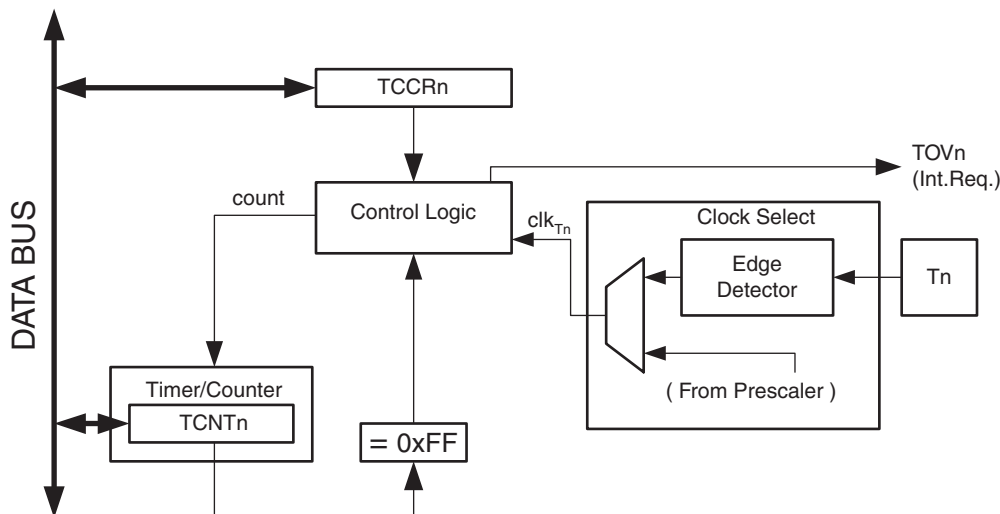 TCCRn
TOVn
(Int.Req.)
count
Control Logic
clkTn
Clock Select
Edge
Detector
Tn
DATA BUS
( From Prescaler )
Timer/Counter
TCNTn
= 0xFF